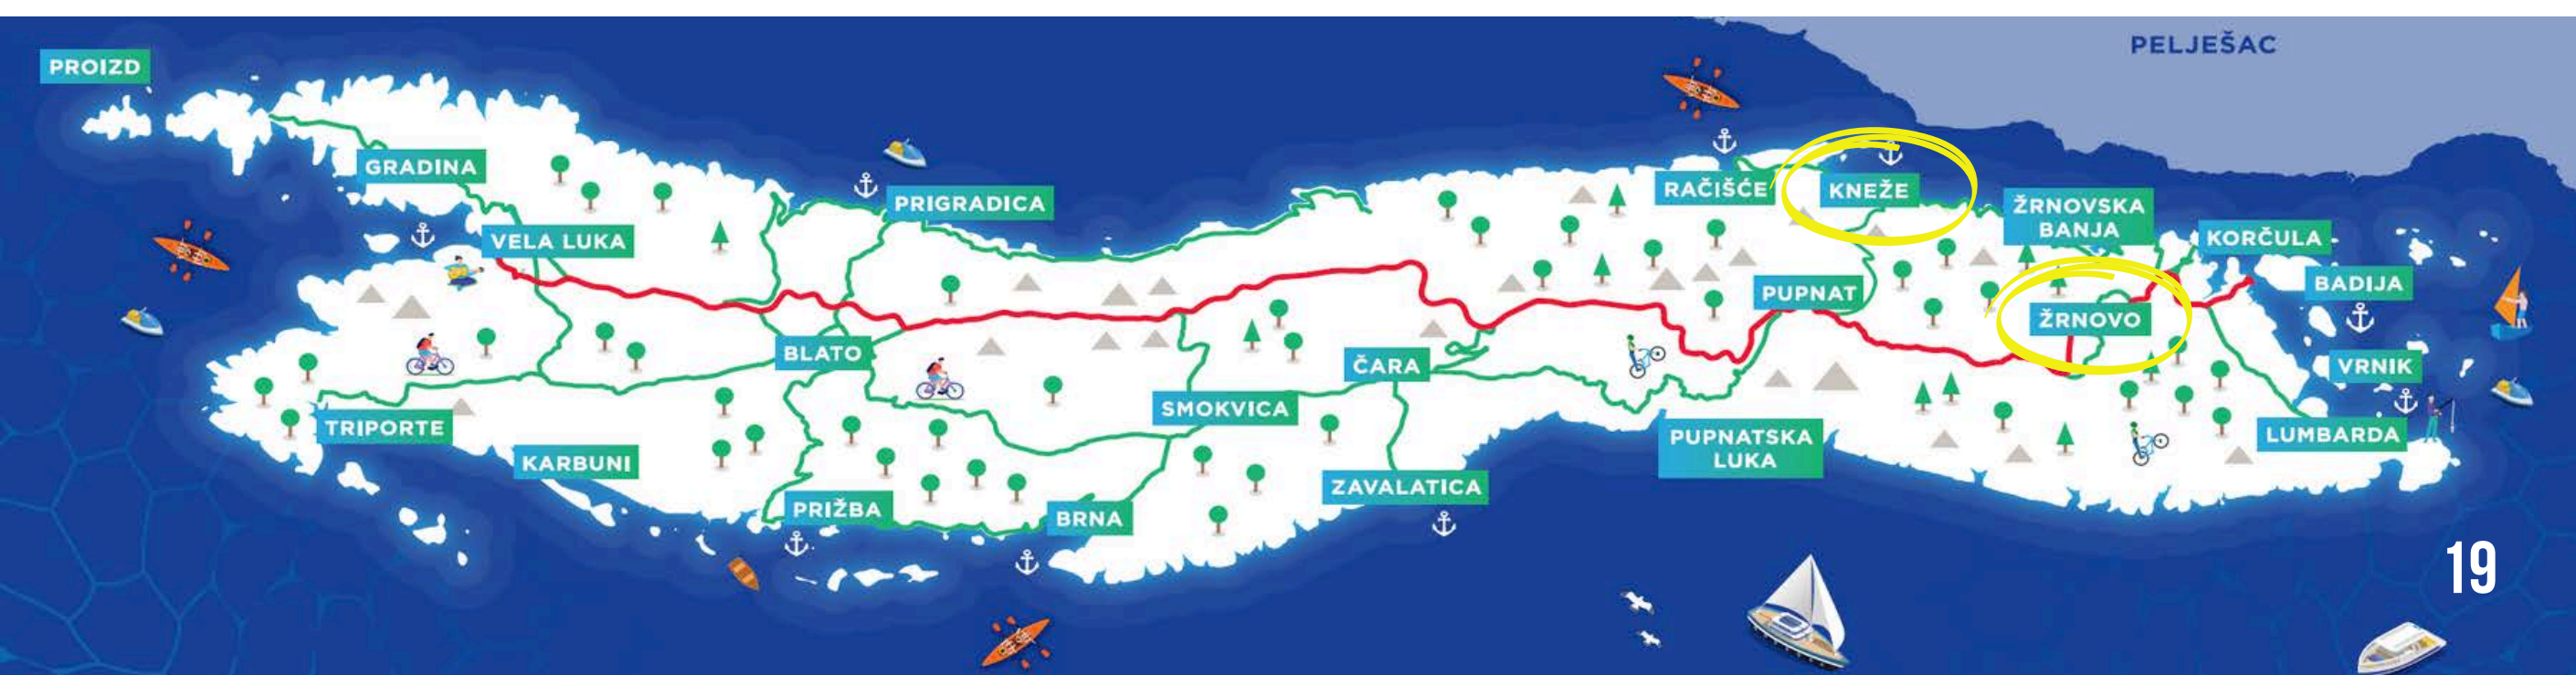 PELJEŠAC
PROIZD
GRADINA
PRIGRADICA
RAČIŠĆE
KNEŽE
ŽRNOVSKA
BANJA
KORČULA
VELA LUKA
BADIJA
PUPNAT
ŽRNOVO
BLATO
ČARA
VRNIK
SMOKVICA
TRIPORTE
LUMBARDA
PUPNATSKA
LUKA
KARBUNI
ZAVALATICA
PRIŽBA
BRNA
19